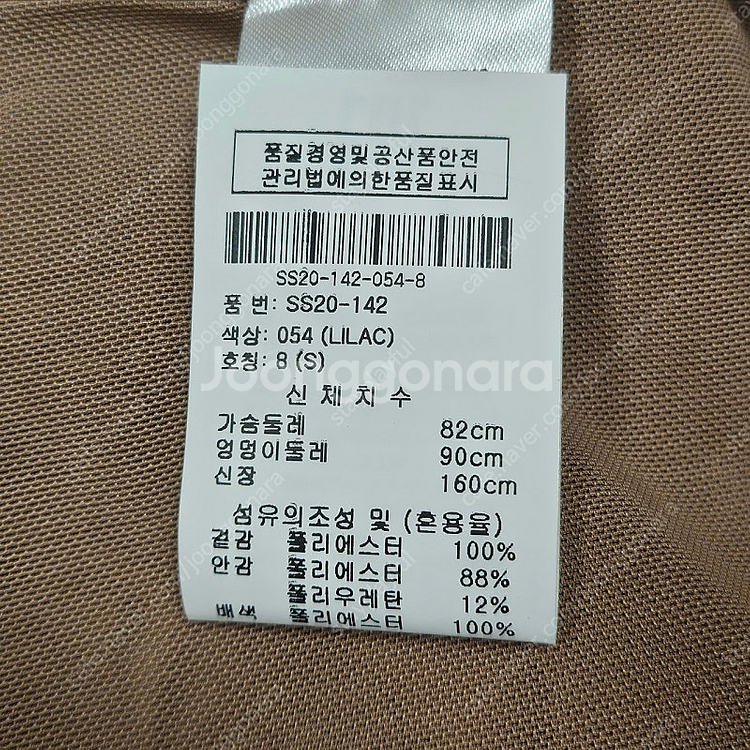 품질경영및공산품안전
관리법에의한품질표시
SS20-142-054-8
품 번: SS20-142
색상: 054 (LILAC)
호칭: 8 (S)
Joonggonara
신 체 치 수
가슴둘레 82cm
엉덩이둘레 90cm
신장 160cm
섬유의조성 및 (혼용율)
겉감 폴리에스터 100%
안감 폴리에스터 88%
폴리우레탄 12%
배색 폴리에스터 100%